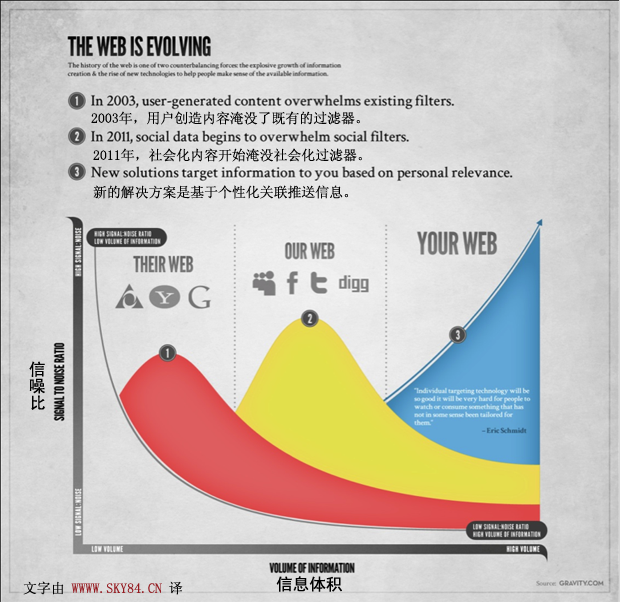 THE WEB IS EVOLVING
The history of the web is one of two counterbalancing forces: the explosive growth of information
creation & the rise of new technologies to help people make sense of the available information.
1 In 2003, user-generated content overwhelms existing filters.
2003年，用户创造内容淹没了既有的过滤器。
2 In 2011, social data begins to overwhelm social filters.
2011年，社会化内容开始淹没社会化过滤器。
3 New solutions target information to you based on personal relevance.
新的解决方案是基于个性化关联推送信息。
HIGH SIGNAL:NOISE
HIGH SIGNAL:NOISE RATIO
LOW VOLUME OF INFORMATION
THEIR WEB
Y G
OUR WEB
f t digg
YOUR WEB
1
2
3
信噪比
SIGNAL TO NOISE RATIO
"Individual targeting technology will be
so good it will be very hard for people to
watch or consume something that has
not in some sense been tailored for
them."
– Eric Schmidt
LOW SIGNAL:NOISE
LOW SIGNAL:NOISE RATIO
HIGH VOLUME OF INFORMATION
LOW VOLUME
HIGH VOLUME
VOLUME OF INFORMATION
信息体积
文字由 WWW.SKY84.CN 译
Source: GRAVITY.COM